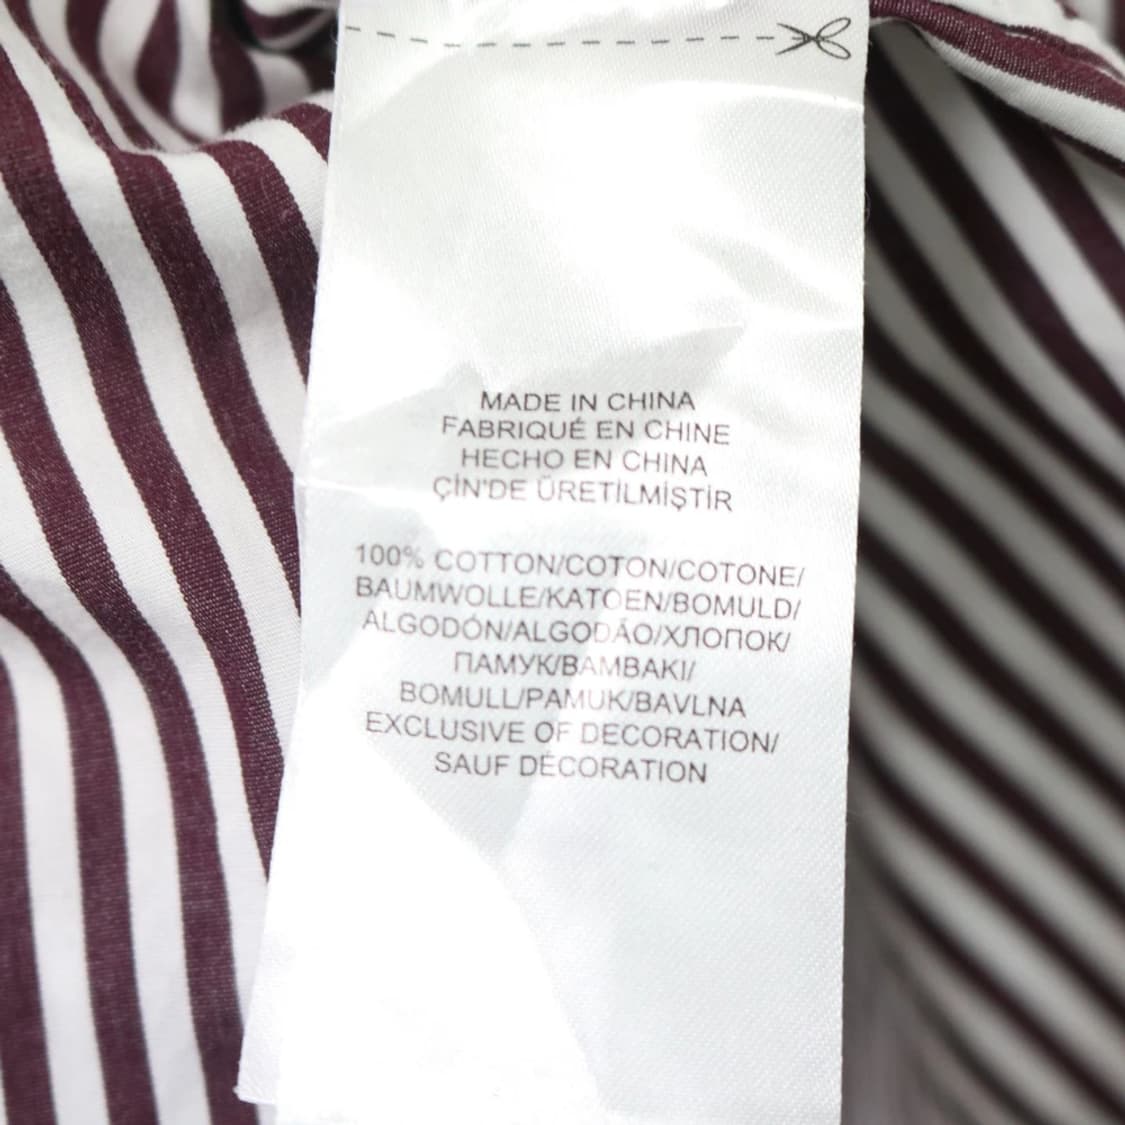 MADE IN CHINA
FABRIQUÉ EN CHINE
HECHO EN CHINA
ÇİN'DE ÜRETİLMİŞTİR
100% COTTON/COTON/COTONE/
BAUMWOLLE/KATOEN/BOMULD/
ALGODÓN/ALGODÃO/ХЛОПОК/
ПАМУК/BAMBAKI/
BOMULL/PAMUK/BAVLNA
EXCLUSIVE OF DECORATION/
SAUF DÉCORATION